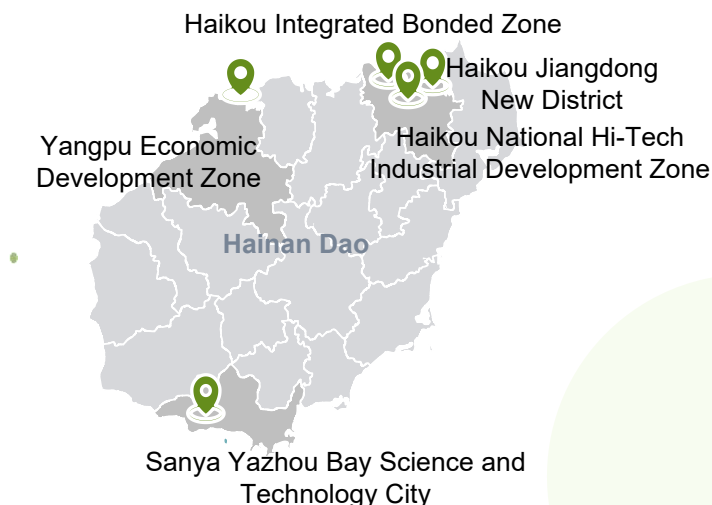 Haikou Integrated Bonded Zone
Haikou Jiangdong
New District
Yangpu Economic
Development Zone
Haikou National Hi-Tech
Industrial Development Zone
Hainan Dao
Sanya Yazhou Bay Science and
Technology City